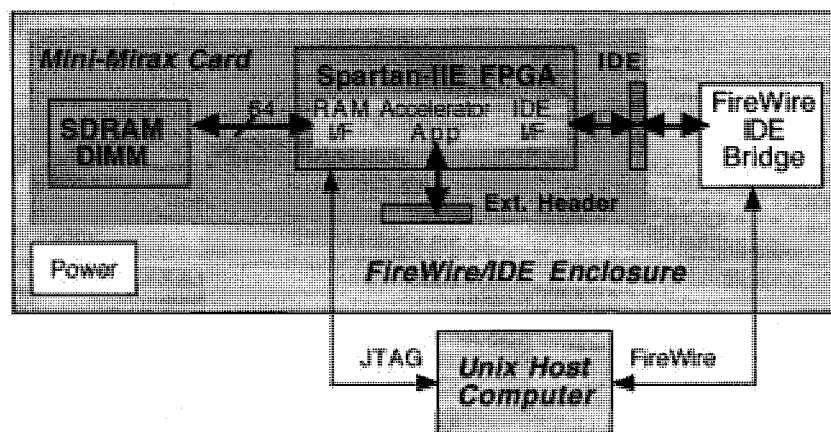 Mini-Mirax Card
Spartan-IIE FPGA
IDE
64
SDRAM
DIMM
RAM
I/F
Accelerator
App
IDE
I/F
FireWire
IDE
Bridge
Ext. Header
Power
FireWire/IDE Enclosure
JTAG
Unix Host
Computer
FireWire